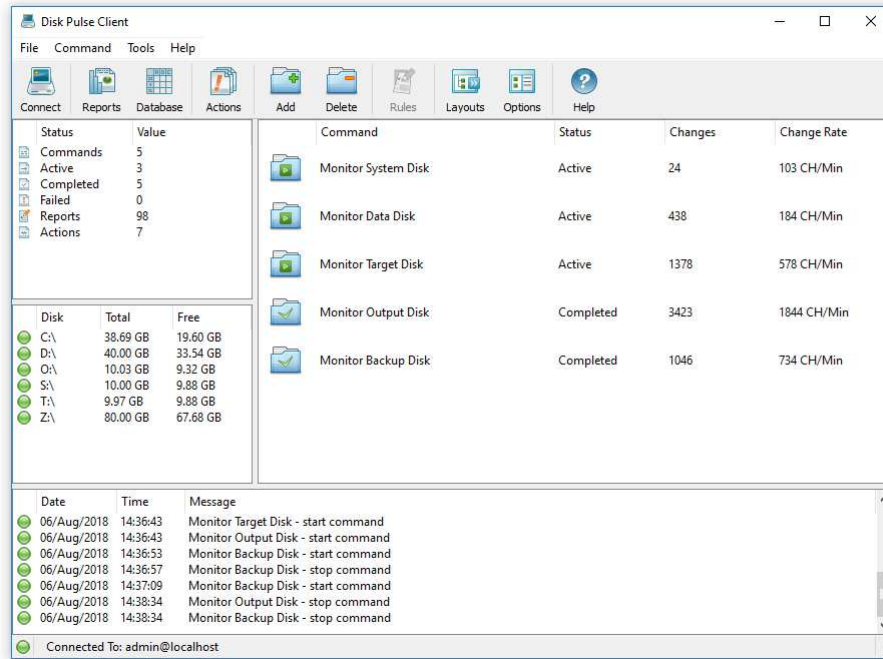 Disk Pulse Client
File Command Tools Help
Connect Reports Database Actions Add Delete Rules Layouts Options Help
Status Value
Commands 5
Active 3
Completed 5
Failed 0
Reports 98
Actions 7
Disk Total Free
C:\ 38.69 GB 19.60 GB
D:\ 40.00 GB 33.54 GB
O:\ 10.03 GB 9.32 GB
S:\ 10.00 GB 9.88 GB
T:\ 9.97 GB 9.88 GB
Z:\ 80.00 GB 67.68 GB
Command Status Changes Change Rate
Monitor System Disk Active 24 103 CH/Min
Monitor Data Disk Active 438 184 CH/Min
Monitor Target Disk Active 1378 578 CH/Min
Monitor Output Disk Completed 3423 1844 CH/Min
Monitor Backup Disk Completed 1046 734 CH/Min
Date Time Message
06/Aug/2018 14:36:43 Monitor Target Disk - start command
06/Aug/2018 14:36:43 Monitor Output Disk - start command
06/Aug/2018 14:36:53 Monitor Backup Disk - start command
06/Aug/2018 14:36:57 Monitor Backup Disk - stop command
06/Aug/2018 14:37:09 Monitor Backup Disk - start command
06/Aug/2018 14:38:34 Monitor Output Disk - stop command
06/Aug/2018 14:38:34 Monitor Backup Disk - stop command
Connected To: admin@localhost